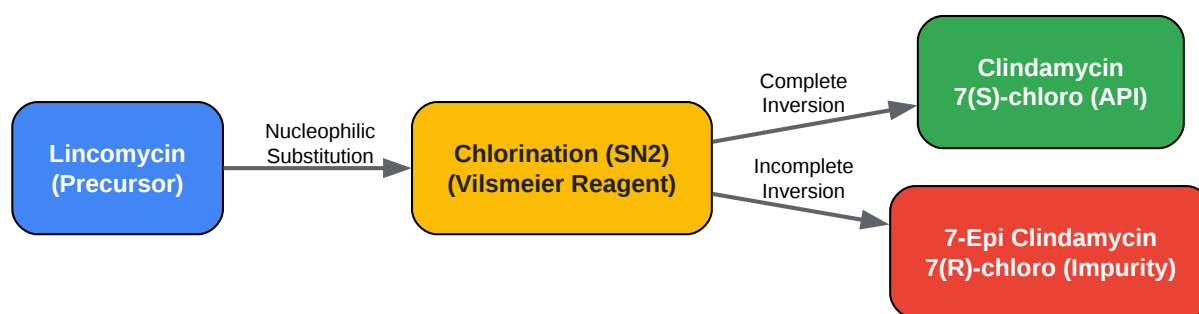 Lincomycin
(Precursor)
Nucleophilic
Substitution
Chlorination (SN2)
(Vilsmeier Reagent)
Complete
Inversion
Clindamycin
7(S)-chloro (API)
Incomplete
Inversion
7-Epi Clindamycin
7(R)-chloro (Impurity)